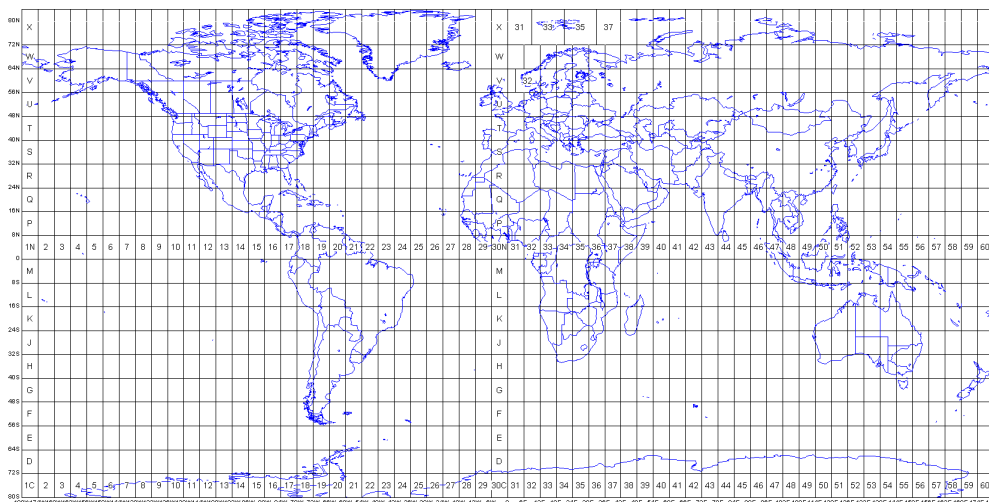 80N
X X 31 33 35 37
72N
W W
64N
V V* 32
56N
U U
48N
T T
40N
S S
32N
R R
24N
Q Q
16N
P P
8N
1N 2 3 4 5 6 7 8 9 10 11 12 13 14 15 16 17 18 19 20 21 22 23 24 25 26 27 28 29 30N 31 32 33 34 35 36 37 38 39 40 41 42 43 44 45 46 47 48 49 50 51 52 53 54 55 56 57 58 59 60
0
M M
8S
L L
16S
K K
24S
J J
32S
H H
40S
G G
48S
F F
56S
E E
64S
D D
72S
1C 2 3 4 5 6 7 8 9 10 11 12 13 14 15 16 17 18 19 20 21 22 23 24 25 26 27 28 29 30C 31 32 33 34 35 36 37 38 39 40 41 42 43 44 45 46 47 48 49 50 51 52 53 54 55 56 57 58 59 60
80S